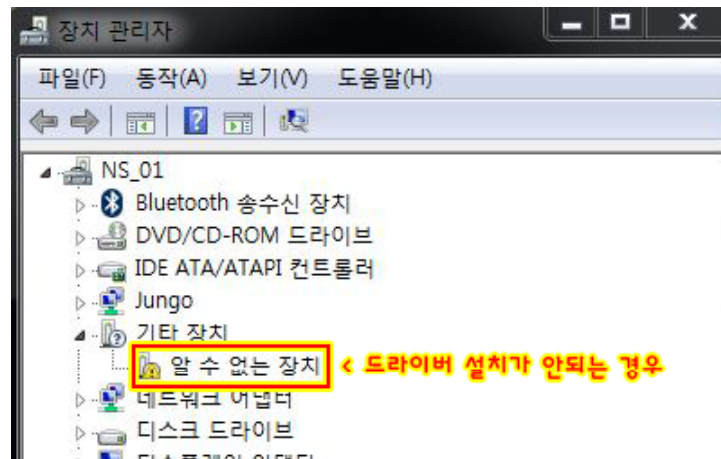 장치 관리자
파일(F) 동작(A) 보기(V) 도움말(H)
NS_01
Bluetooth 송수신 장치
DVD/CD-ROM 드라이브
IDE ATA/ATAPI 컨트롤러
Jungo
기타 장치
알 수 없는 장치 < 드라이버 설치가 안되는 경우
네트워크 어댑터
디스크 드라이브